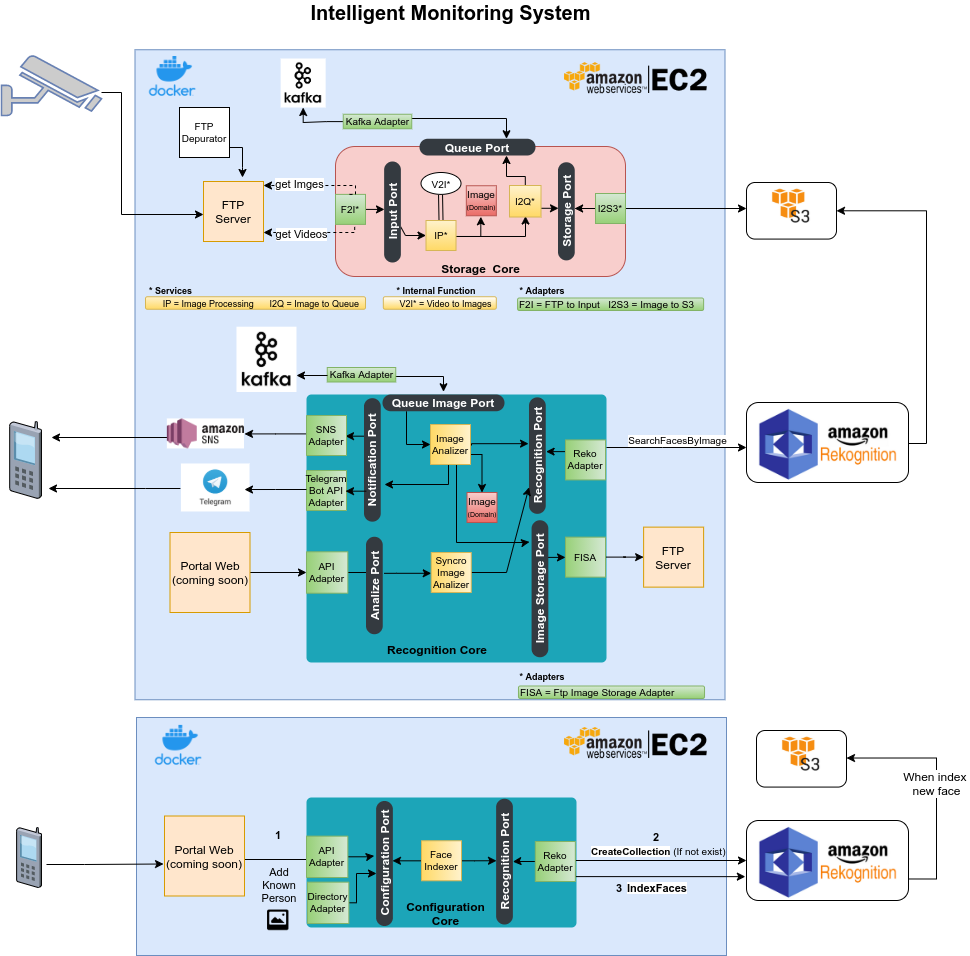 Intelligent Monitoring System
docker
kafka
amazon
web services
EC2
Kafka Adapter
FTP
Depurator
Queue Port
get Imges
FTP
Server
get Videos
F2I*
Input Port
V2I*
IP*
Image
(Domain)
I2Q*
Storage Port
I2S3*
S3
Storage Core
* Services
IP = Image Processing I2Q = Image to Queue
* Internal Function
V2I* = Video to Images
* Adapters
F2I = FTP to Input I2S3 = Image to S3
kafka
Kafka Adapter
Queue Image Port
amazon
SNS
SNS
Adapter
Notification Port
Image
Analizer
Recognition Port
Reko
Adapter
SearchFacesByImage
amazon
Rekognition
Telegram
Telegram
Bot API
Adapter
Image
(Domain)
Portal Web
(coming soon)
API
Adapter
Analize Port
Syncro
Image
Analizer
Image Storage Port
FISA
FTP
Server
Recognition Core
* Adapters
FISA = Ftp Image Storage Adapter
docker
amazon
web services
EC2
S3
When index
new face
Portal Web
(coming soon)
1
Add
Known
Person
API
Adapter
Directory
Adapter
Configuration Port
Face
Indexer
Recognition Port
Reko
Adapter
Configuration
Core
2
CreateCollection (If not exist)
3 IndexFaces
amazon
Rekognition